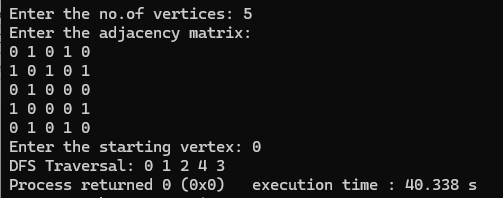 Enter the no.of vertices: 5
Enter the adjacency matrix:
0 1 0 1 0
1 0 1 0 1
0 1 0 0 0
1 0 0 0 1
0 1 0 1 0
Enter the starting vertex: 0
DFS Traversal: 0 1 2 4 3
Process returned 0 (0x0)   execution time : 40.338 s